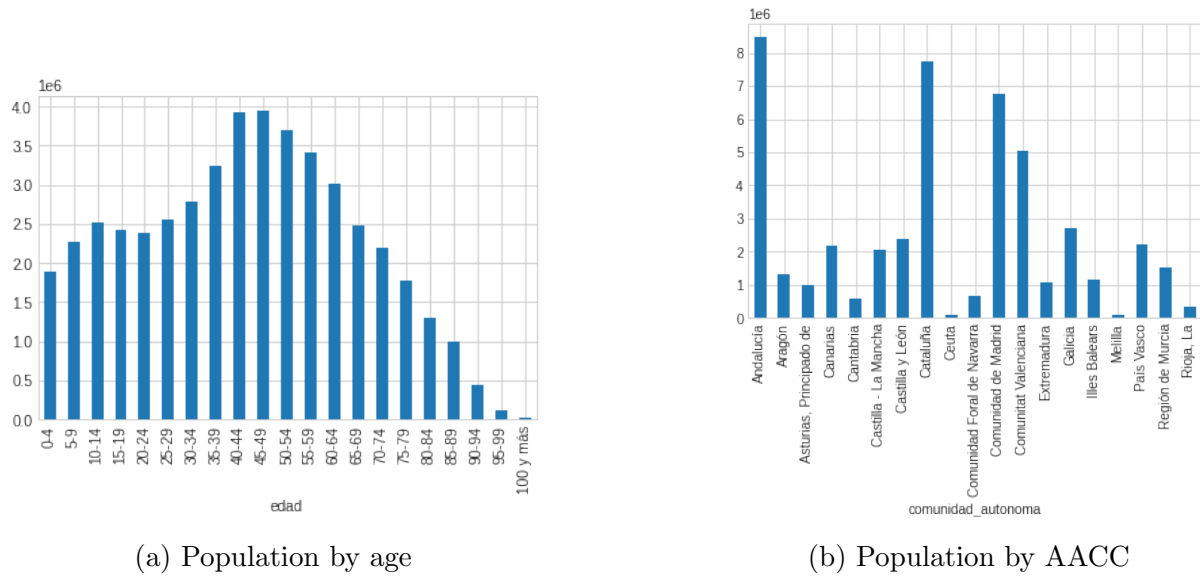 1e6
4.0
3.5
3.0
2.5
2.0
1.5
1.0
0.5
0.0
0-4
5-9
10-14
15-19
20-24
25-29
30-34
35-39
40-44
45-49
50-54
55-59
60-64
65-69
70-74
75-79
80-84
85-89
90-94
95-99
100 y más
edad
(a) Population by age
1e6
8
7
6
5
4
3
2
1
0
Andalucía
Aragón
Asturias, Principado de
Canarias
Cantabria
Castilla - La Mancha
Castilla y León
Cataluña
Ceuta
Comunidad Foral de Navarra
Comunidad de Madrid
Comunitat Valenciana
Extremadura
Galicia
Illes Balears
Melilla
País Vasco
Región de Murcia
Rioja, La
comunidad_autonoma
(b) Population by AACC